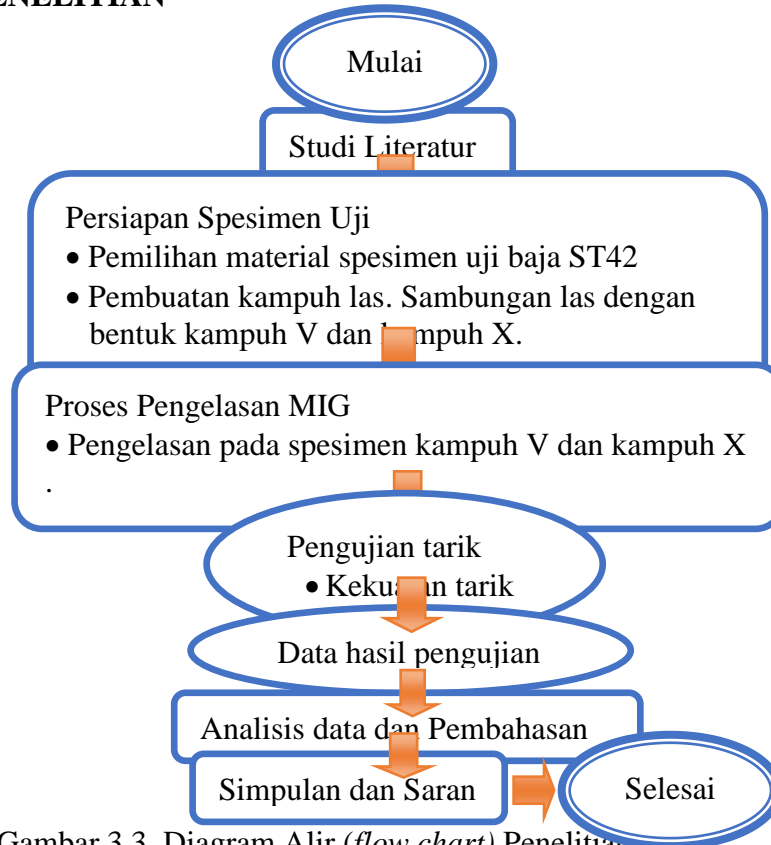 Mulai
Studi Literatur
Persiapan Spesimen Uji
• Pemilihan material spesimen uji baja ST42
• Pembuatan kampuh las. Sambungan las dengan
bentuk kampuh V dan kampuh X.
Proses Pengelasan MIG
• Pengelasan pada spesimen kampuh V dan kampuh X
.
Pengujian tarik
• Kekuatan tarik
Data hasil pengujian
Analisis data dan Pembahasan
Simpulan dan Saran
Selesai
Gambar 3.3. Diagram Alir (flow chart) Penelitian